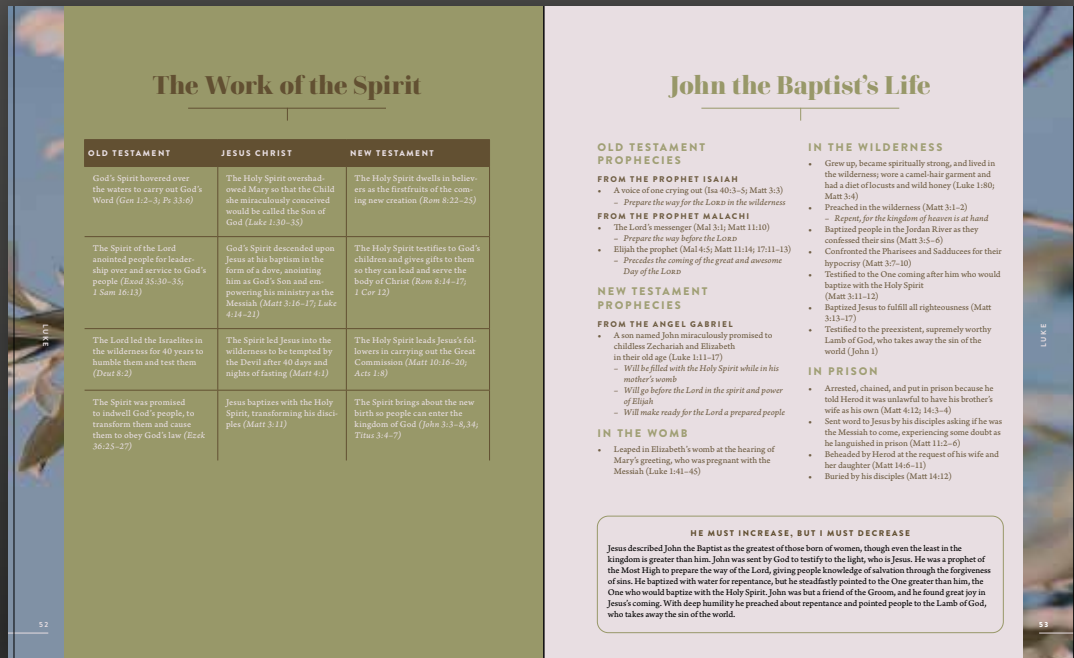 The Work of the Spirit
OLD TESTAMENT
JESUS CHRIST
NEW TESTAMENT
God's Spirit hovered over
the waters to carry out God's
Word (Gen 1:2–3; Ps 33:6)
The Holy Spirit overshad-
owed Mary so that the Child
she miraculously conceived
would be called the Son of
God (Luke 1:30–35)
The Holy Spirit dwells in believ-
ers as the firstfruits of the com-
ing new creation (Rom 8:22–25)
The Spirit of the Lord
anointed people for leader-
ship over and service to God's
people (Exod 35:30–35;
1 Sam 16:13)
God's Spirit descended upon
Jesus at his baptism in the
form of a dove, anointing
him as God's Son and em-
powering his ministry as the
Messiah (Matt 3:16–17; Luke
4:14–21)
The Holy Spirit testifies to God's
children and gives gifts to them
so they can lead and serve the
body of Christ (Rom 8:14–17;
1 Cor 12)
The Lord led the Israelites in
the wilderness for 40 years to
humble them and test them
(Deut 8:2)
The Spirit led Jesus into the
wilderness to be tempted by
the Devil after 40 days and
nights of fasting (Matt 4:1)
The Holy Spirit leads Jesus's fol-
lowers in carrying out the Great
Commission (Matt 10:16–20;
Acts 1:8)
The Spirit was promised
to indwell God's people, to
transform them and cause
them to obey God's law (Ezek
36:25–27)
Jesus baptizes with the Holy
Spirit, transforming his disci-
ples (Matt 3:11)
The Spirit brings about the new
birth so people can enter the
kingdom of God (John 3:3–8,34;
Titus 3:4–7)
LUKE
52
John the Baptist's Life
OLD TESTAMENT
PROPHECIES
FROM THE PROPHET ISAIAH
• A voice of one crying out (Isa 40:3–5; Matt 3:3)
– Prepare the way for the LORD in the wilderness
FROM THE PROPHET MALACHI
• The Lord's messenger (Mal 3:1; Matt 11:10)
– Prepare the way before the LORD
• Elijah the prophet (Mal 4:5; Matt 11:14; 17:11–13)
– Precedes the coming of the great and awesome
Day of the LORD
NEW TESTAMENT
PROPHECIES
FROM THE ANGEL GABRIEL
• A son named John miraculously promised to
childless Zechariah and Elizabeth
in their old age (Luke 1:11–17)
– Will be filled with the Holy Spirit while in his
mother's womb
– Will go before the Lord in the spirit and power
of Elijah
– Will make ready for the Lord a prepared people
IN THE WOMB
• Leaped in Elizabeth's womb at the hearing of
Mary's greeting, who was pregnant with the
Messiah (Luke 1:41–45)
IN THE WILDERNESS
• Grew up, became spiritually strong, and lived in
the wilderness; wore a camel-hair garment and
had a diet of locusts and wild honey (Luke 1:80;
Matt 3:4)
• Preached in the wilderness (Matt 3:1–2)
– Repent, for the kingdom of heaven is at hand
• Baptized people in the Jordan River as they
confessed their sins (Matt 3:5–6)
• Confronted the Pharisees and Sadducees for their
hypocrisy (Matt 3:7–10)
• Testified to the One coming after him who would
baptize with the Holy Spirit
(Matt 3:11–12)
• Baptized Jesus to fulfill all righteousness (Matt
3:13–17)
• Testified to the preexistent, supremely worthy
Lamb of God, who takes away the sin of the
world (John 1)
IN PRISON
• Arrested, chained, and put in prison because he
told Herod it was unlawful to have his brother's
wife as his own (Matt 4:12; 14:3–4)
• Sent word to Jesus by his disciples asking if he was
the Messiah to come, experiencing some doubt as
he languished in prison (Matt 11:2–6)
• Beheaded by Herod at the request of his wife and
her daughter (Matt 14:6–11)
• Buried by his disciples (Matt 14:12)
HE MUST INCREASE, BUT I MUST DECREASE
Jesus described John the Baptist as the greatest of those born of women, though even the least in the
kingdom is greater than him. John was sent by God to testify to the light, who is Jesus. He was a prophet of
the Most High to prepare the way of the Lord, giving people knowledge of salvation through the forgiveness
of sins. He baptized with water for repentance, but he steadfastly pointed to the One greater than him, the
One who would baptize with the Holy Spirit. John was but a friend of the Groom, and he found great joy in
Jesus's coming. With deep humility he preached about repentance and pointed people to the Lamb of God,
who takes away the sin of the world.
LUKE
53